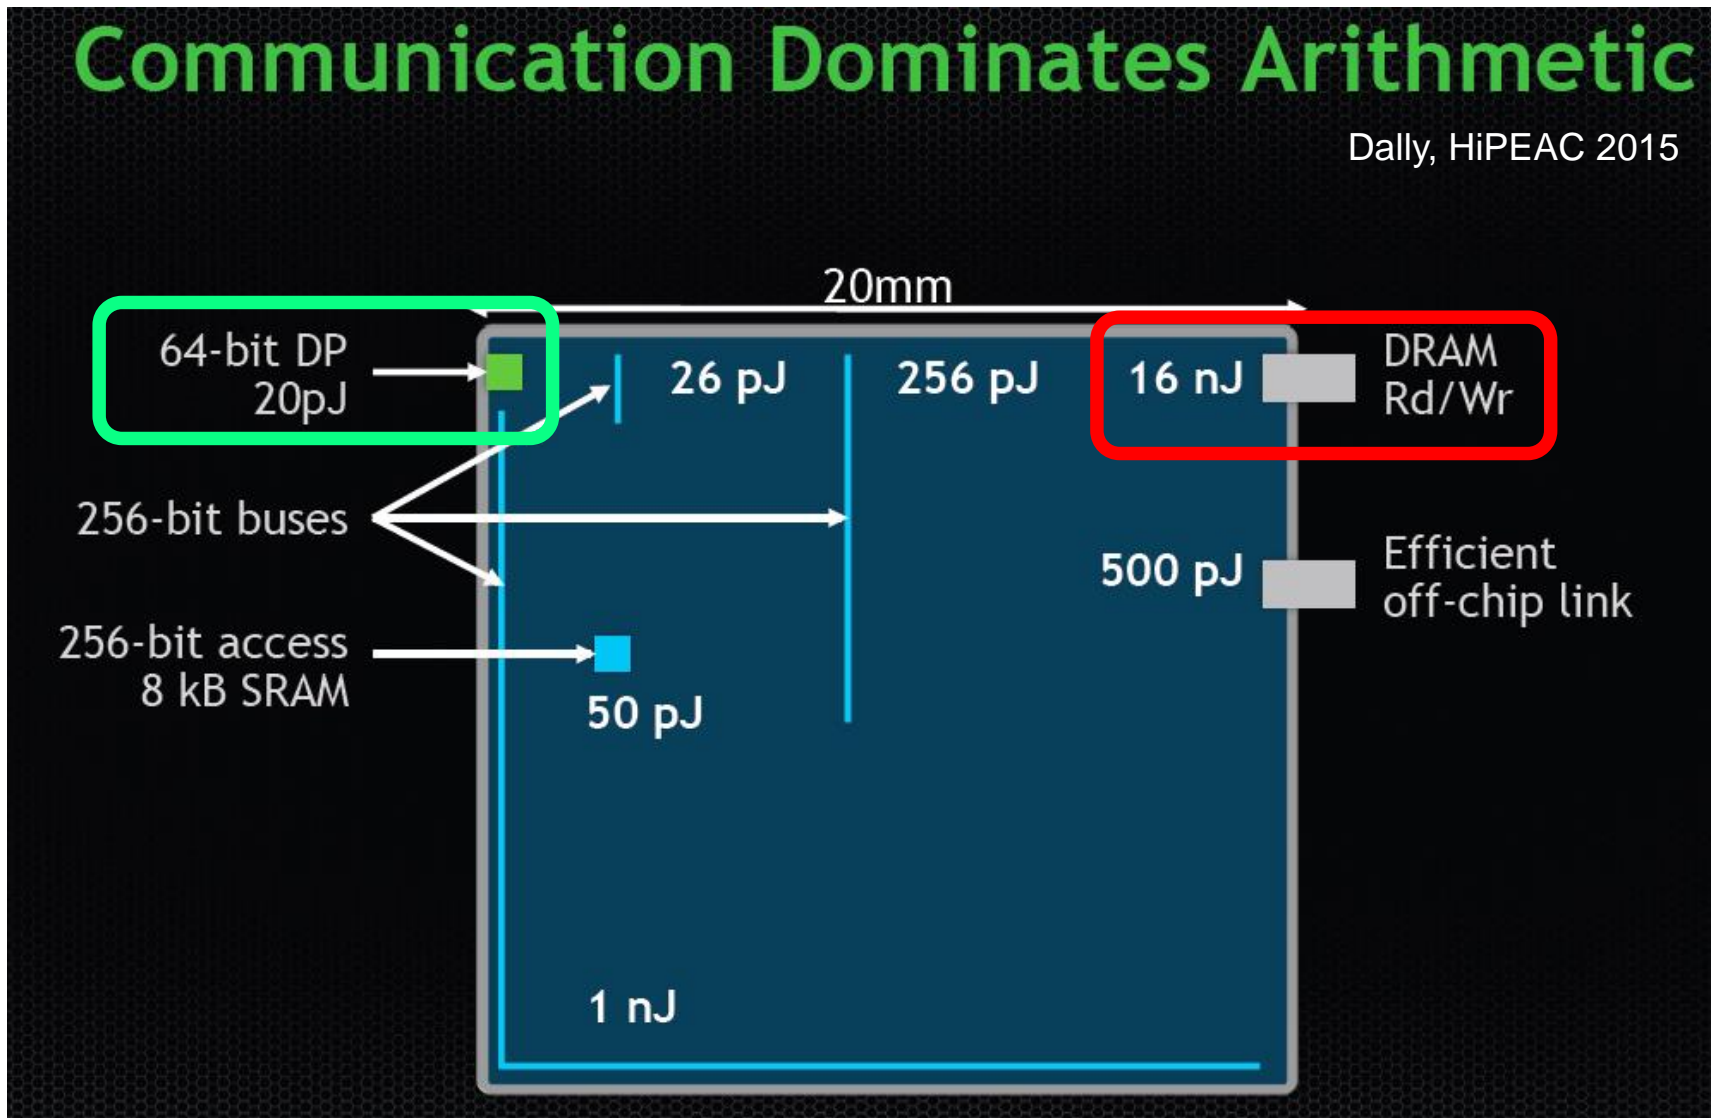 Communication Dominates Arithmetic
Dally, HiPEAC 2015
20mm
64-bit DP
20pJ
26 pJ
256 pJ
16 nJ
DRAM
Rd/Wr
256-bit buses
500 pJ
Efficient
off-chip link
256-bit access
8 kB SRAM
50 pJ
1 nJ